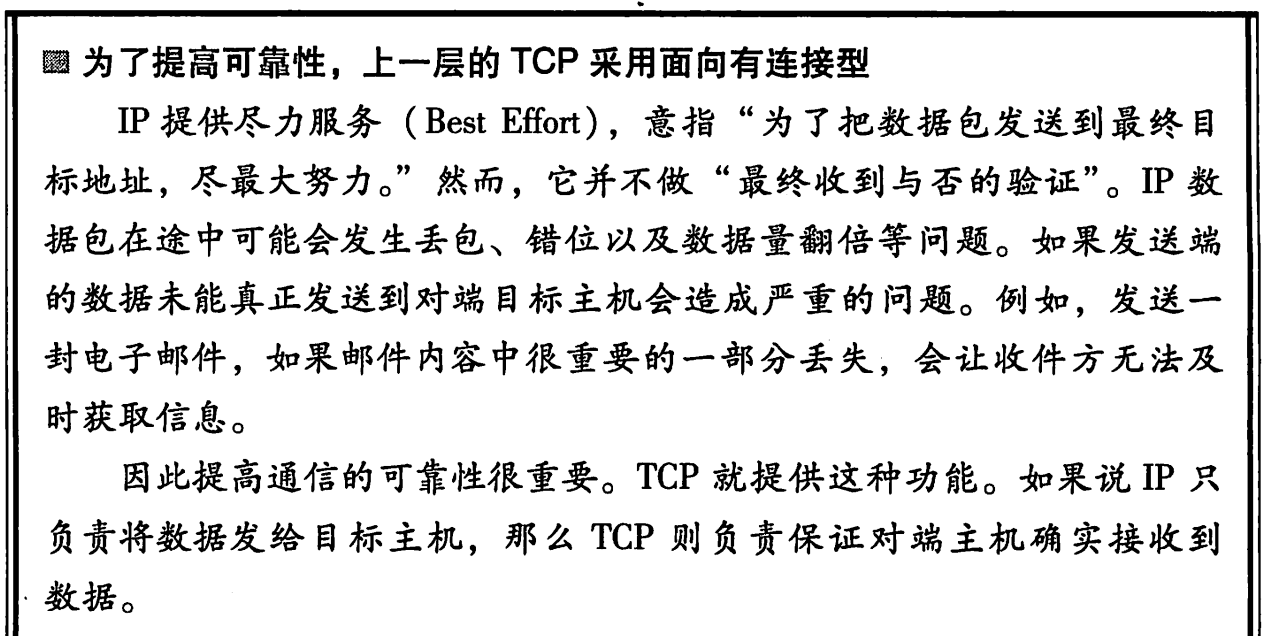 为了提高可靠性，上一层的 TCP 采用面向有连接型
IP 提供尽力服务（Best Effort），意指“为了把数据包发送到最终目
标地址，尽最大努力。”然而，它并不做“最终收到与否的验证”。IP 数
据包在途中可能会发生丢包、错位以及数据量翻倍等问题。如果发送端
的数据未能真正发送到对端目标主机会造成严重的问题。例如，发送一
封电子邮件，如果邮件内容中很重要的一部分丢失，会让收件方无法及
时获取信息。
因此提高通信的可靠性很重要。TCP 就提供这种功能。如果说 IP 只
负责将数据发给目标主机，那么 TCP 则负责保证对端主机确实接收到
数据。